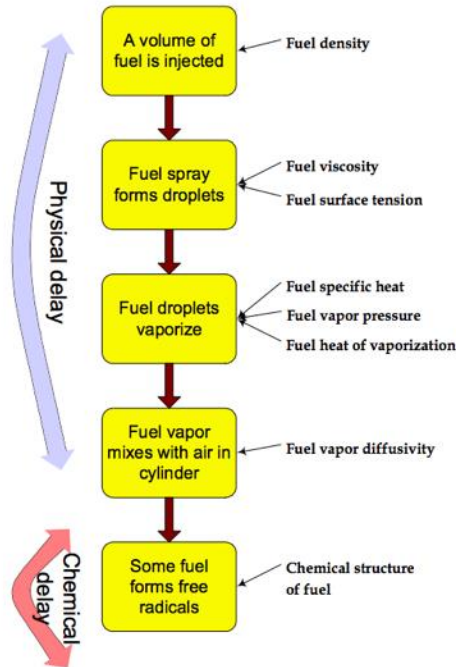 A volume of
fuel is injected
Fuel density
Fuel spray
forms droplets
Fuel viscosity
Fuel surface tension
Physical delay
Fuel droplets
vaporize
Fuel specific heat
Fuel vapor pressure
Fuel heat of vaporization
Fuel vapor
mixes with air in
cylinder
Fuel vapor diffusivity
Chemical
delay
Some fuel
forms free
radicals
Chemical structure
of fuel